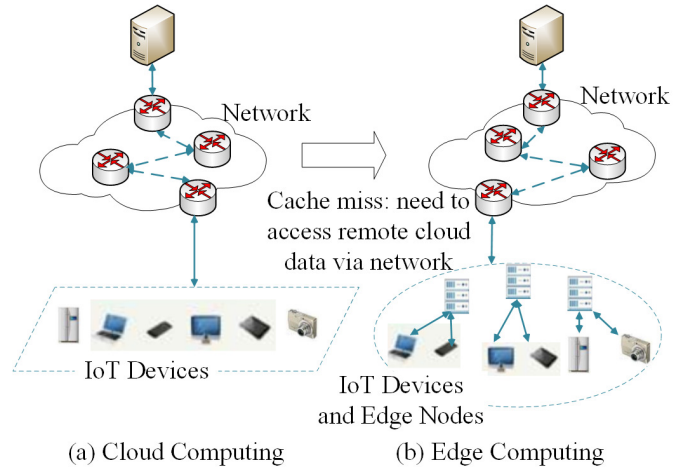 Network
Network
Cache miss: need to
access remote cloud
data via network
IoT Devices
IoT Devices
and Edge Nodes
(a) Cloud Computing
(b) Edge Computing